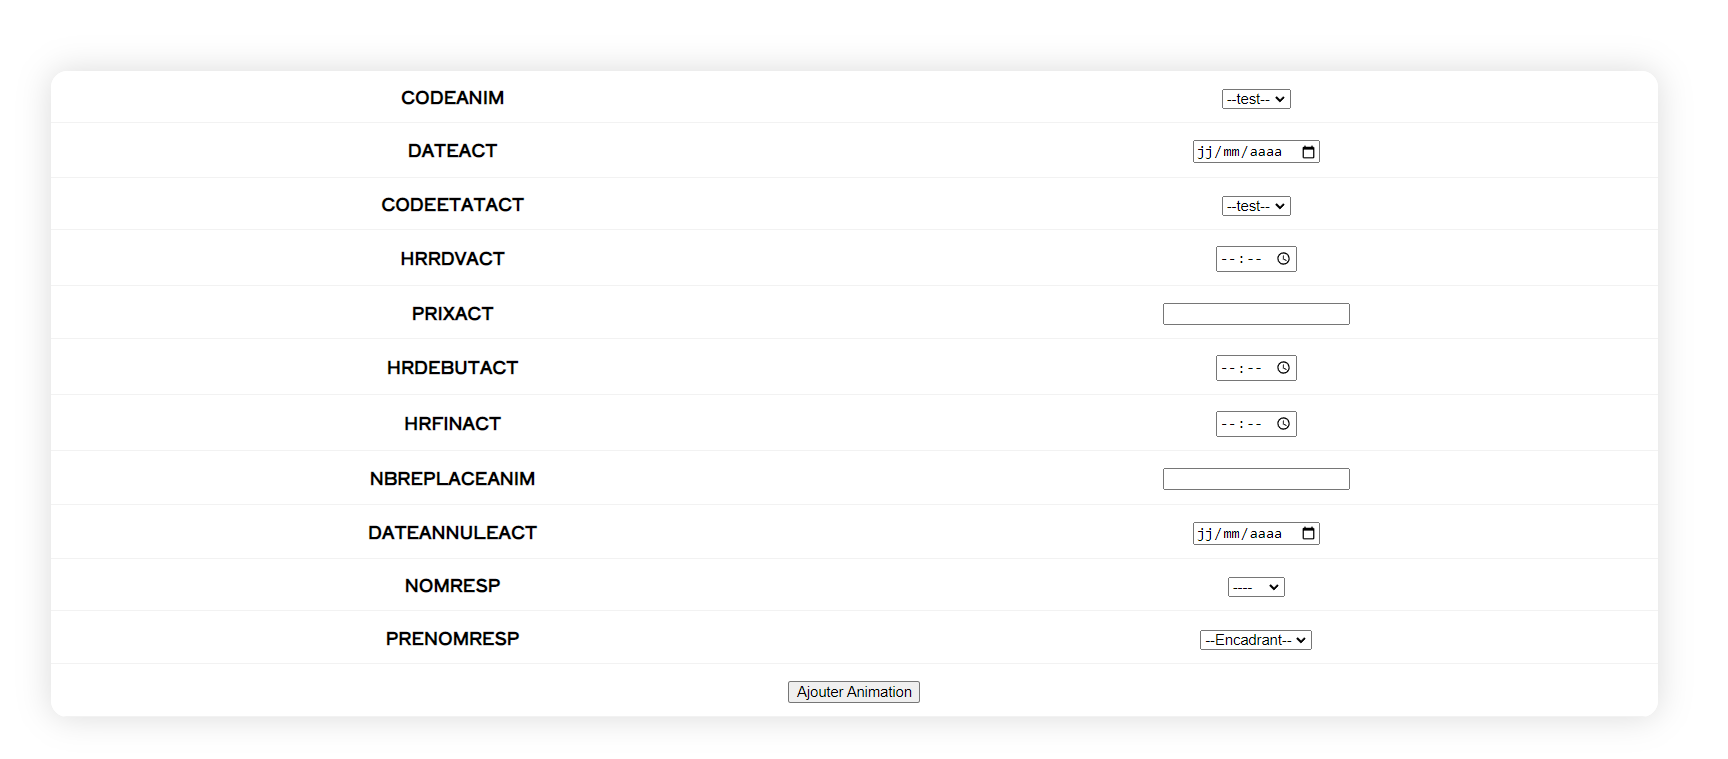 CODEANIM --test--
DATEACT jj/mm/aaaa
CODEETATACT --test--
HRRDVACT --:--
PRIXACT
HRDEBUTACT --:--
HRFINACT --:--
NBREPLACEANIM
DATEANNULEACT jj/mm/aaaa
NOMRESP ----
PRENOMRESP --Encadrant--
Ajouter Animation